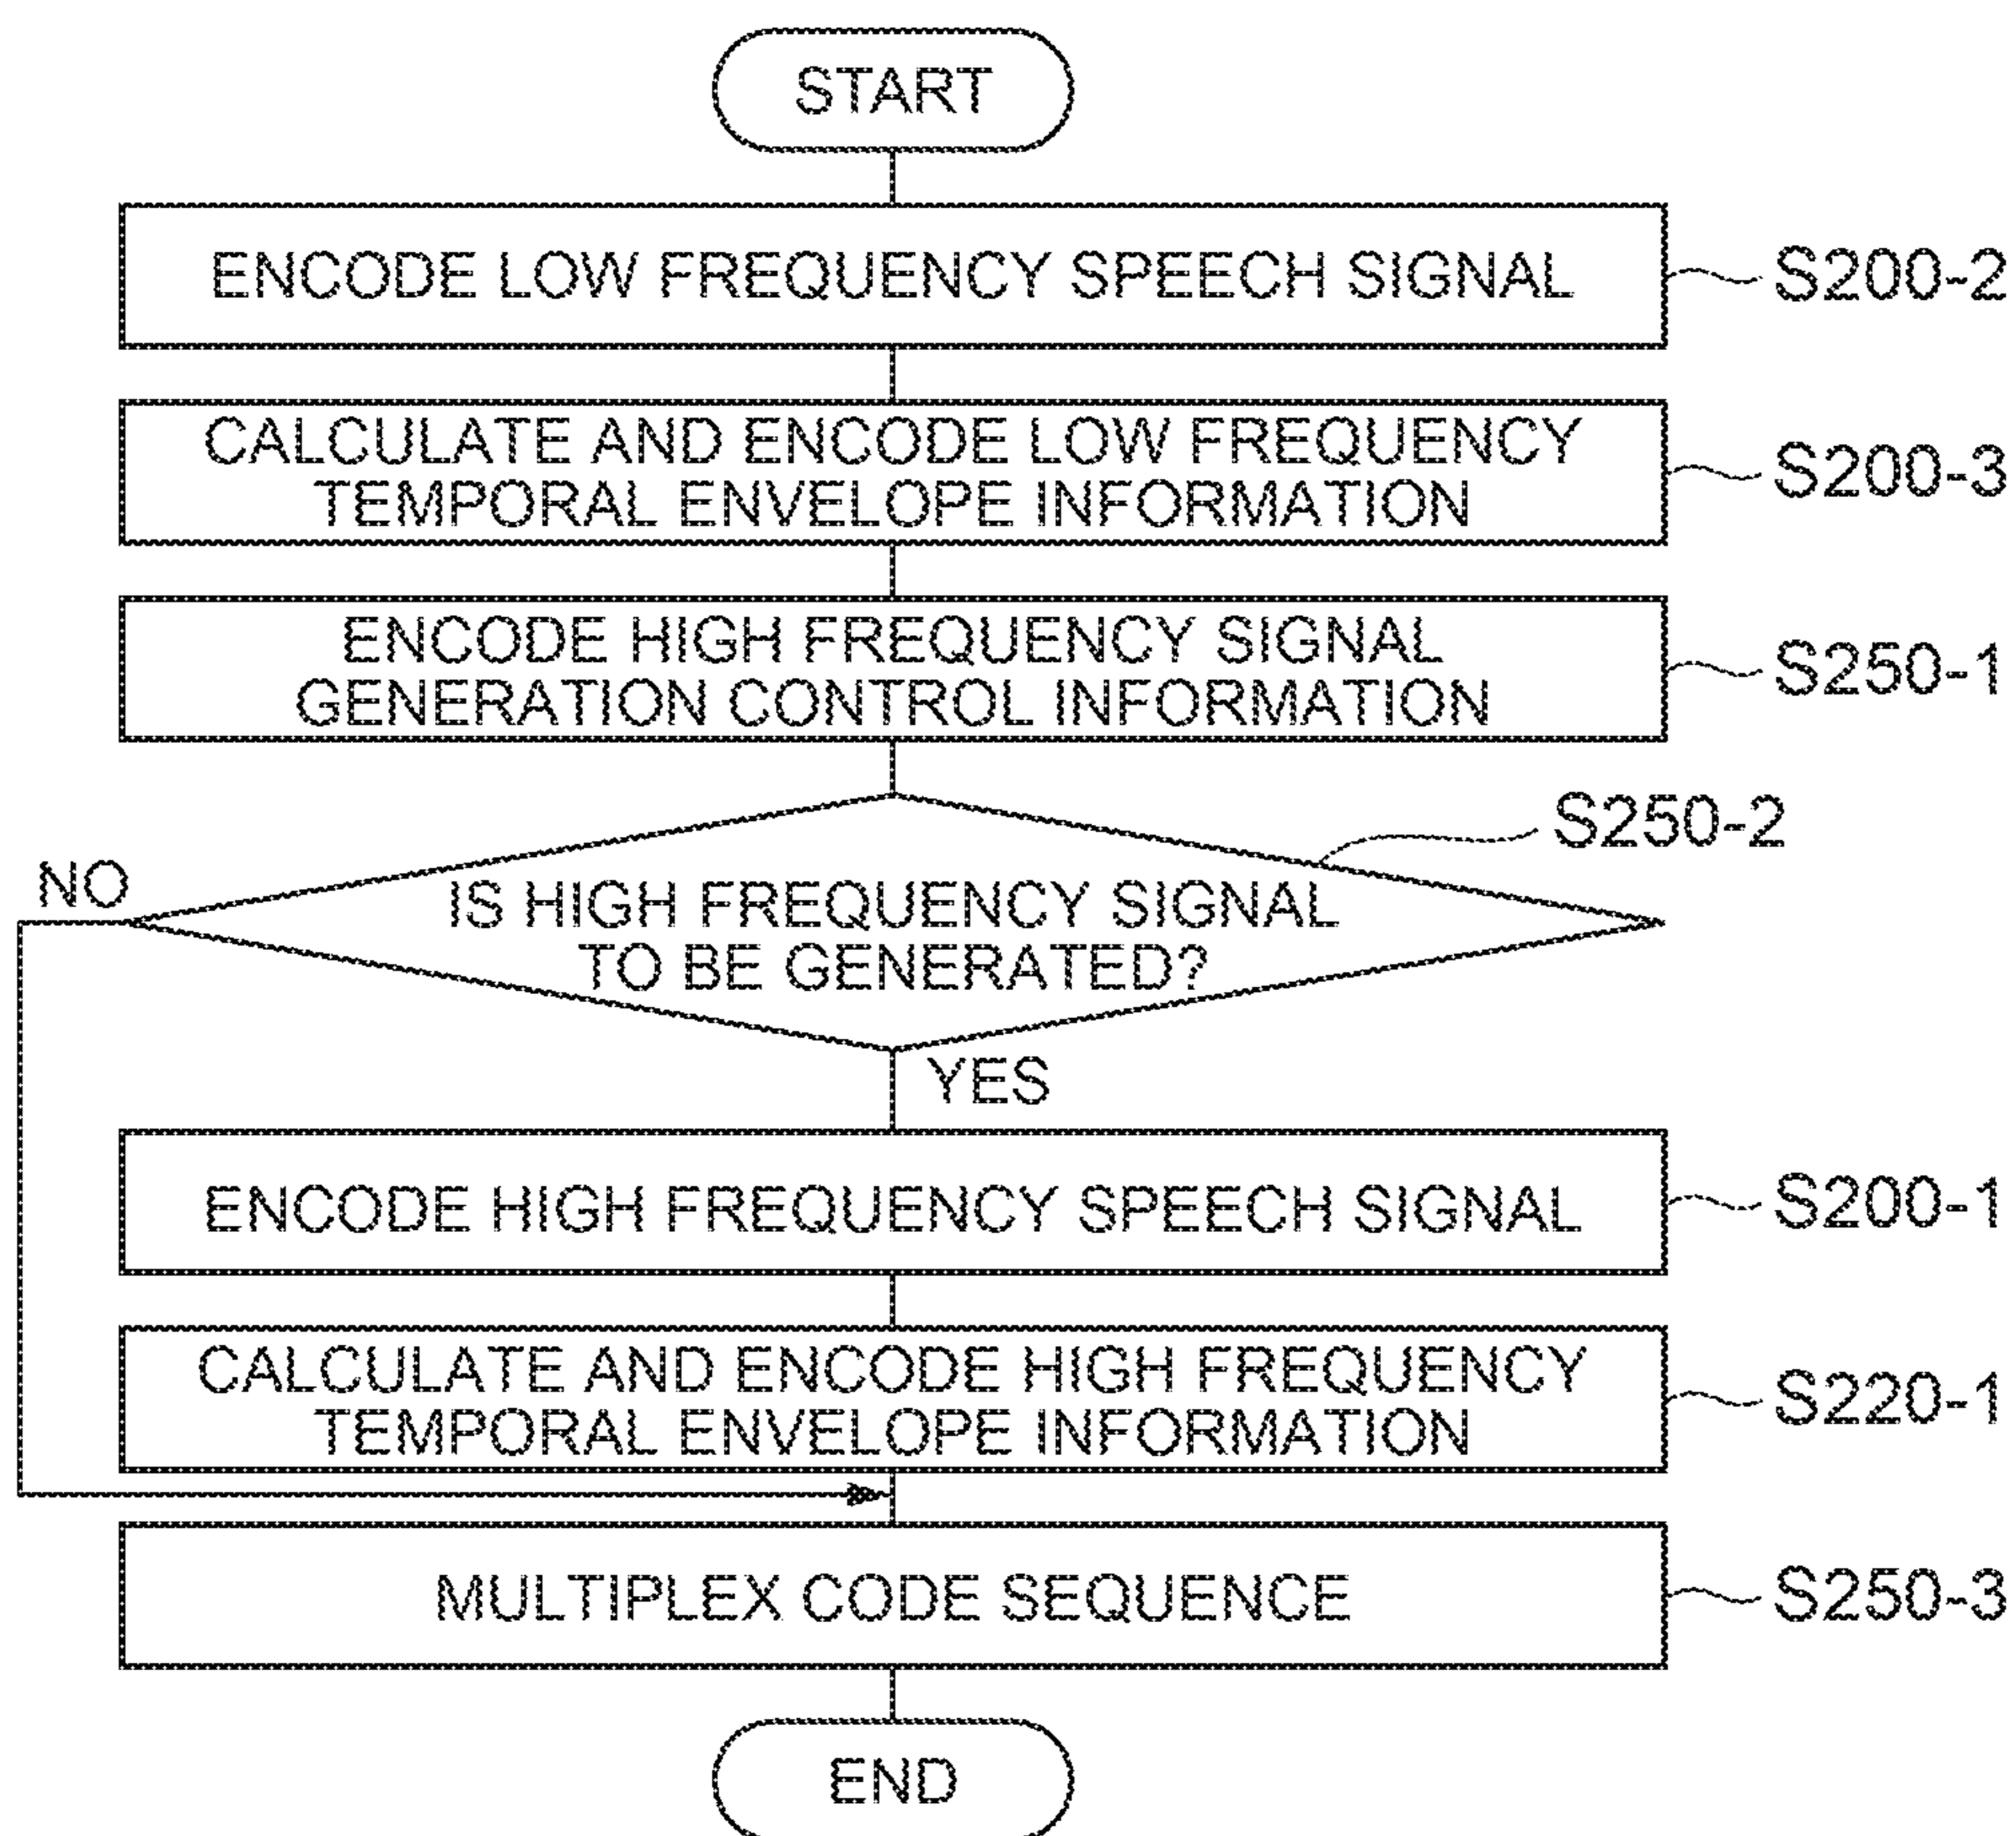 START
ENCODE LOW FREQUENCY SPEECH SIGNAL
S200-2
CALCULATE AND ENCODE LOW FREQUENCY
TEMPORAL ENVELOPE INFORMATION
S200-3
ENCODE HIGH FREQUENCY SIGNAL
GENERATION CONTROL INFORMATION
S250-1
S250-2
NO
IS HIGH FREQUENCY SIGNAL
TO BE GENERATED?
YES
ENCODE HIGH FREQUENCY SPEECH SIGNAL
S200-1
CALCULATE AND ENCODE HIGH FREQUENCY
TEMPORAL ENVELOPE INFORMATION
S220-1
MULTIPLEX CODE SEQUENCE
S250-3
END